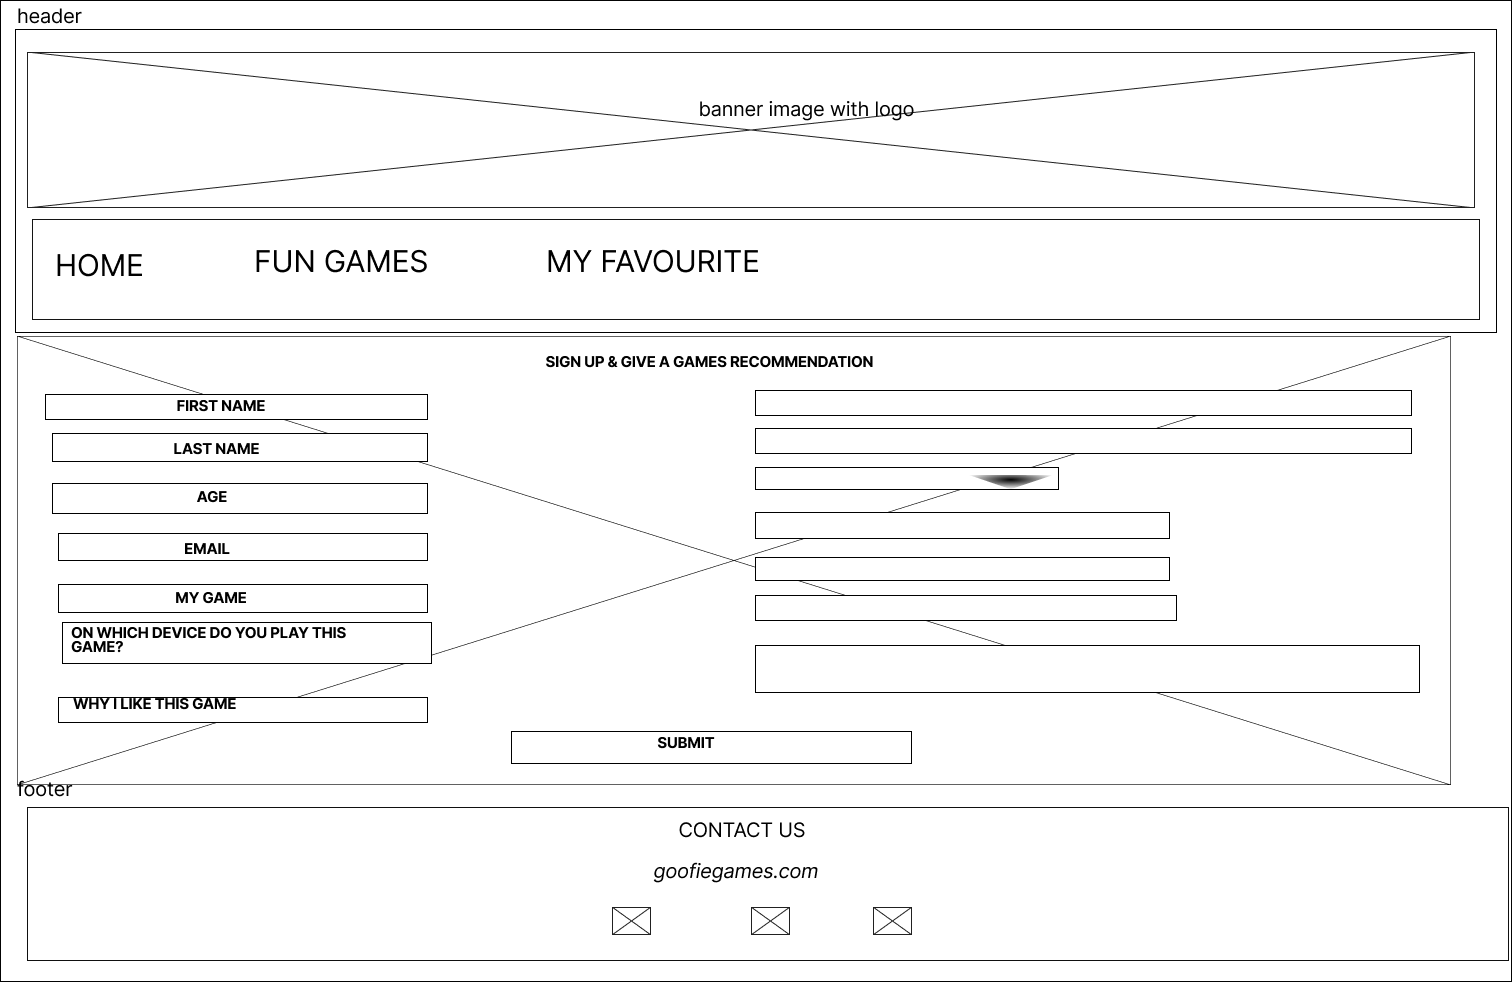 header
banner image with logo
HOME
FUN GAMES
MY FAVOURITE
SIGN UP & GIVE A GAMES RECOMMENDATION
FIRST NAME
LAST NAME
AGE
EMAIL
MY GAME
ON WHICH DEVICE DO YOU PLAY THIS
GAME?
WHY I LIKE THIS GAME
SUBMIT
footer
CONTACT US
goofiegames.com